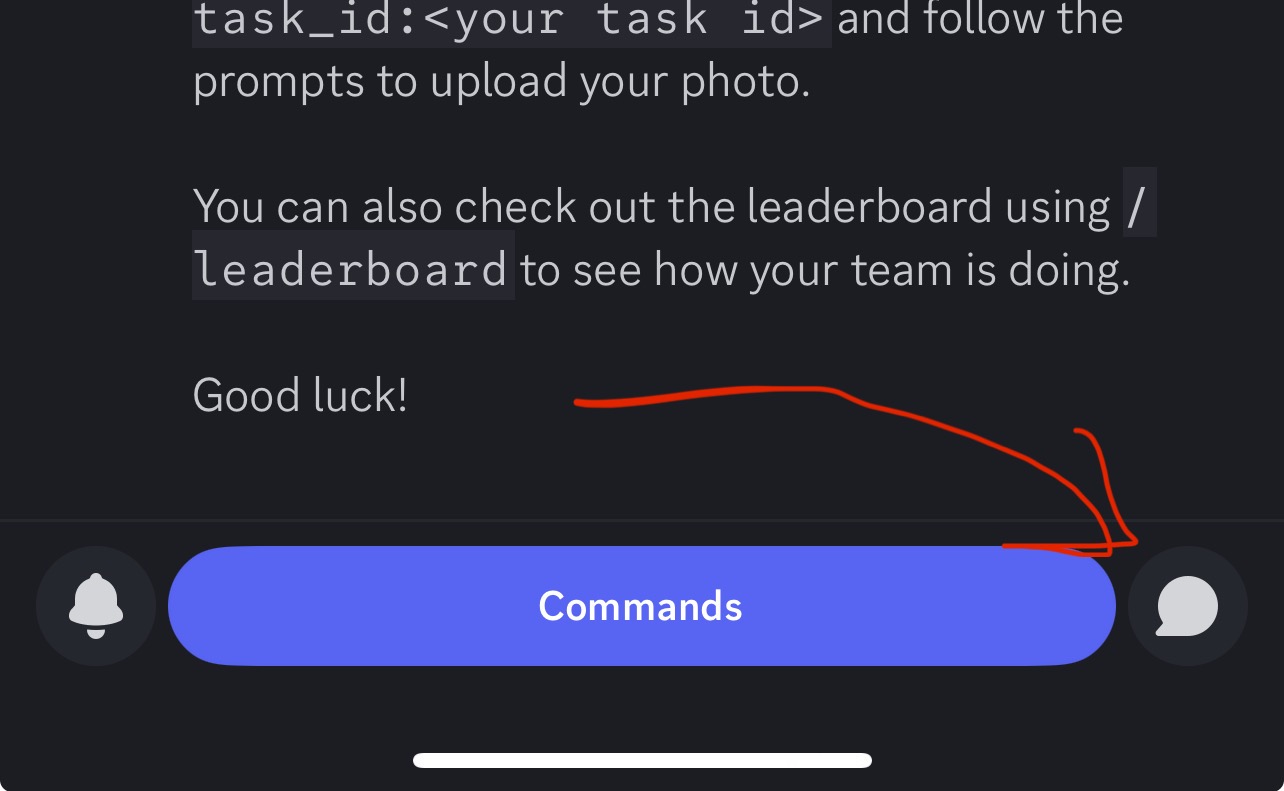 task_id:<your task id> and follow the
prompts to upload your photo.
You can also check out the leaderboard using /
leaderboard to see how your team is doing.
Good luck!
Commands